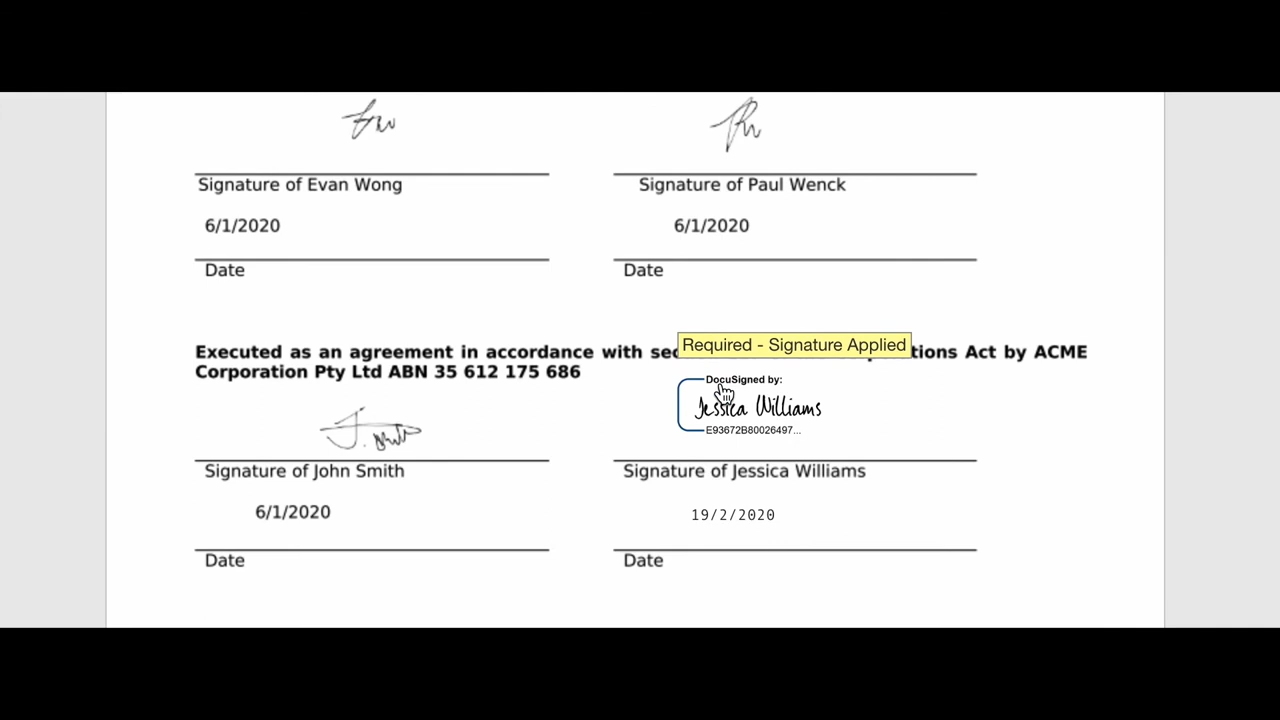 Signature of Evan Wong
Signature of Paul Wenck
6/1/2020
6/1/2020
Date
Date
Required - Signature Applied
Executed as an agreement in accordance with Act by ACME
Corporation Pty Ltd ABN 35 612 175 686
DocuSigned by:
Jessica Williams
E93672B80026497...
J. Smith
Signature of John Smith
Signature of Jessica Williams
6/1/2020
19/2/2020
Date
Date